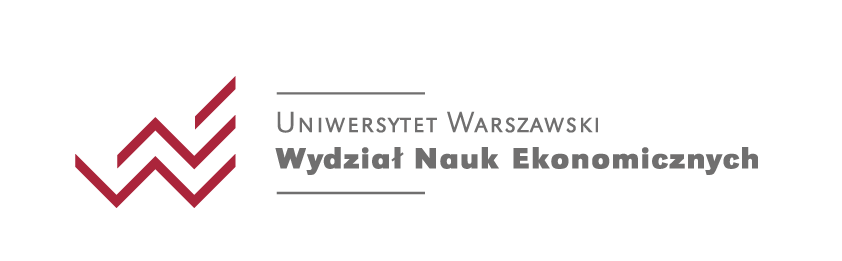 Uniwersytet Warszawski
Wydział Nauk Ekonomicznych